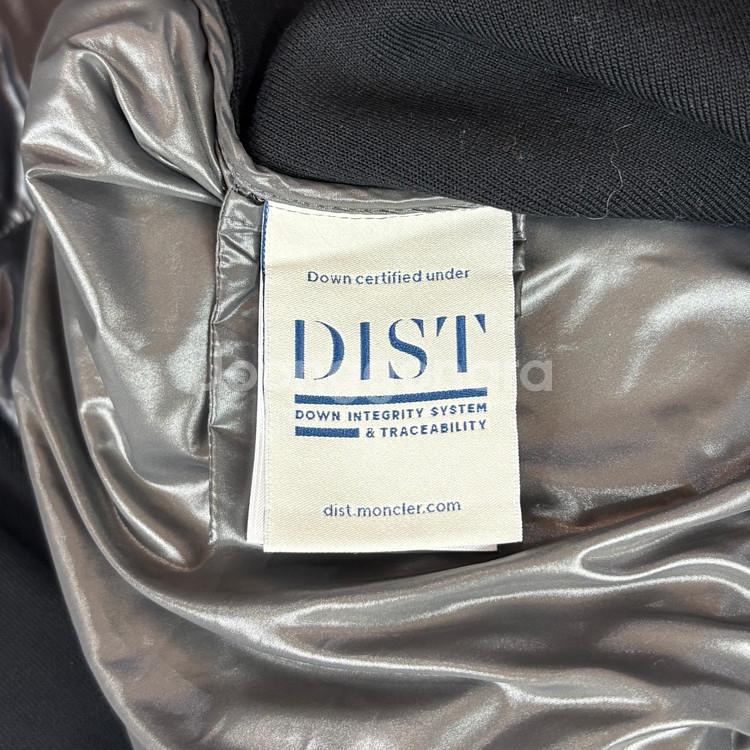 Down certified under
DIST
DOWN INTEGRITY SYSTEM
& TRACEABILITY
dist.moncler.com